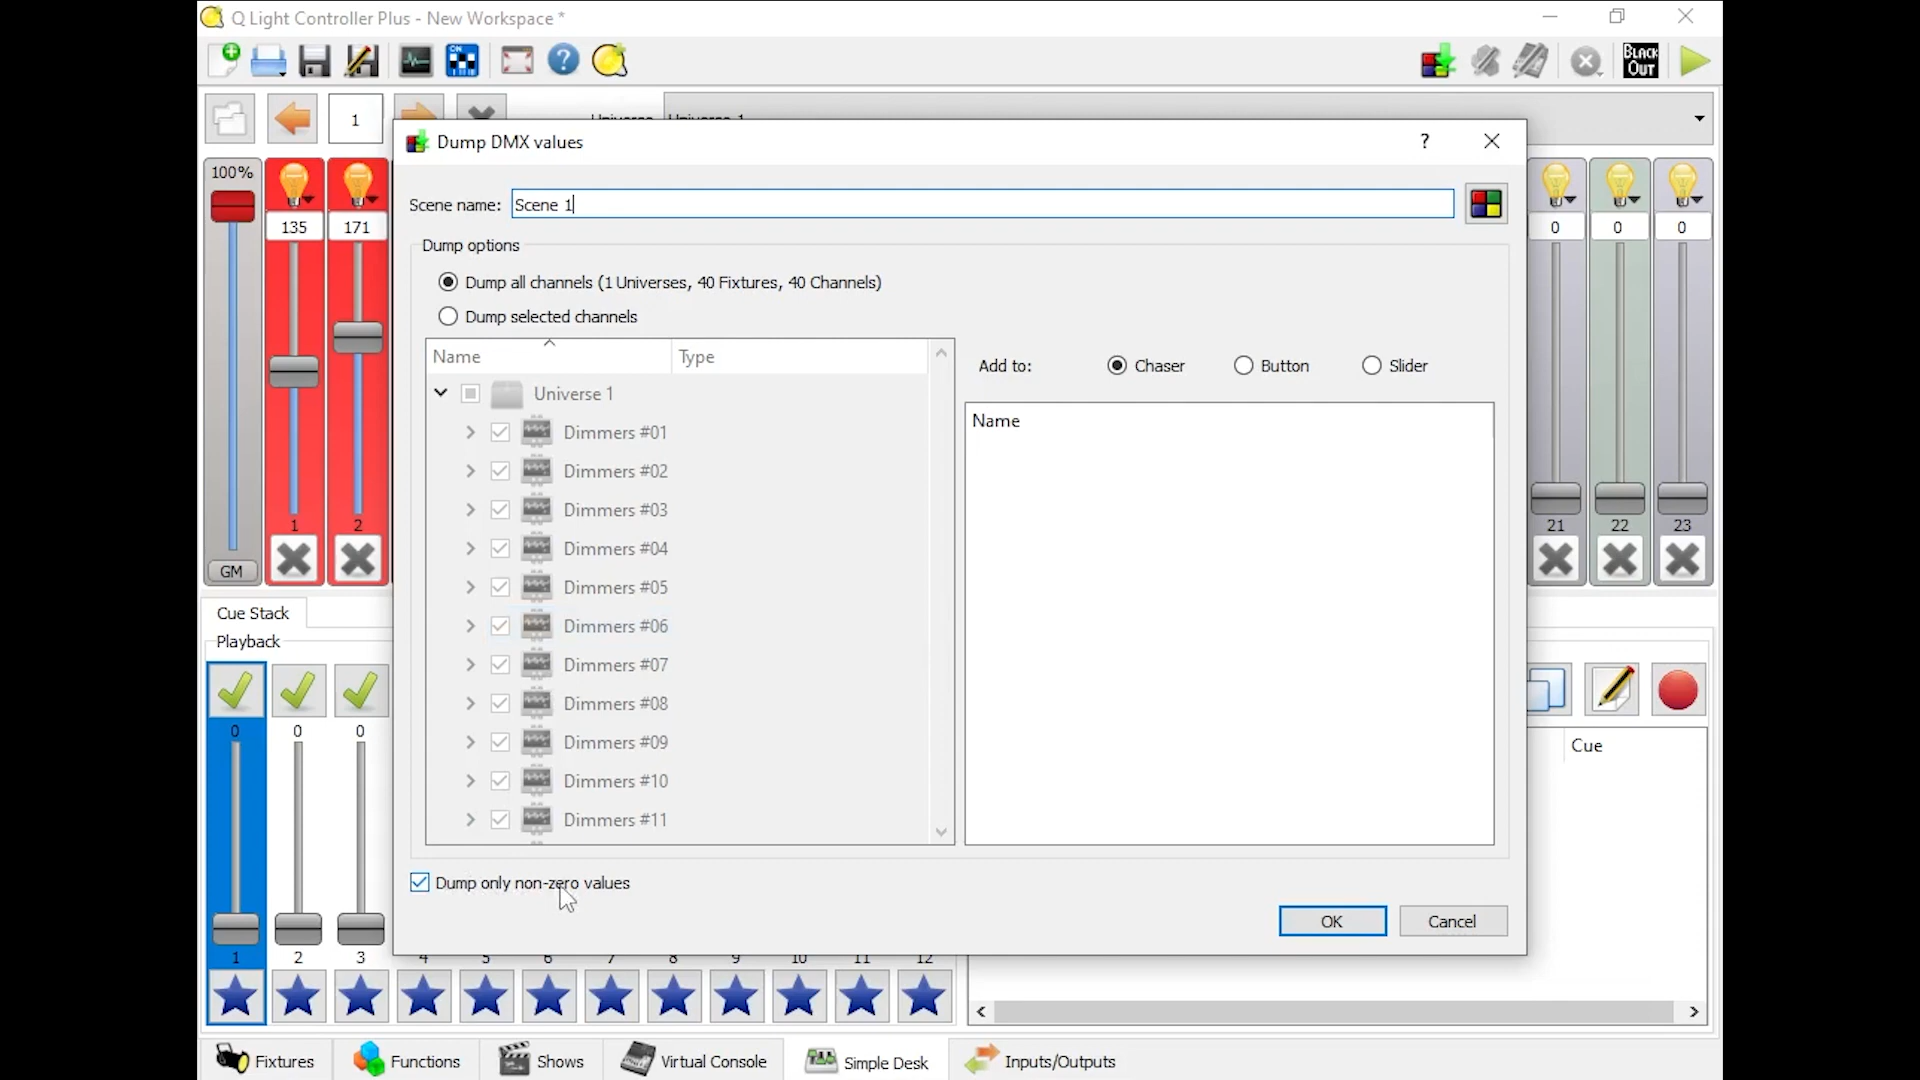 Q Light Controller Plus - New Workspace *
ON
BLACK OUT
1
Universe Universe 1
Dump DMX values
?
100%
135
171
0
0
0
Scene name: Scene 1
Dump options
Dump all channels (1 Universes, 40 Fixtures, 40 Channels)
Dump selected channels
Name Type
Add to: Chaser Button Slider
Universe 1
Name
Dimmers #01
Dimmers #02
Dimmers #03
Dimmers #04
Dimmers #05
Dimmers #06
Dimmers #07
Dimmers #08
Dimmers #09
Dimmers #10
Dimmers #11
1 2
21 22 23
GM
Cue Stack
Playback
0 0 0
Cue
Dump only non-zero values
OK Cancel
1 2 3 4 5 6 7 8 9 10 11 12
Fixtures Functions Shows Virtual Console Simple Desk Inputs/Outputs